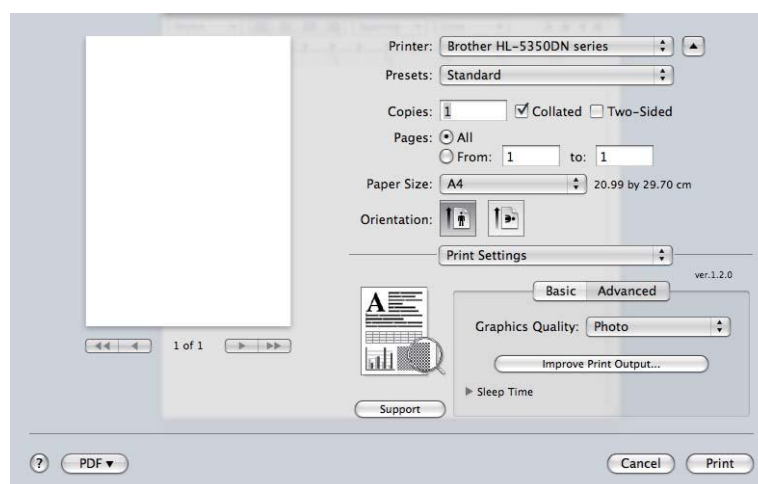 Printer: Brother HL-5350DN series
Presets: Standard
Copies: 1 Collated Two-Sided
Pages: All
From: 1 to: 1
Paper Size: A4 20.99 by 29.70 cm
Orientation:
Print Settings
ver.1.2.0
Basic Advanced
Graphics Quality: Photo
Improve Print Output...
Sleep Time
Support
1 of 1
? PDF▼ Cancel Print